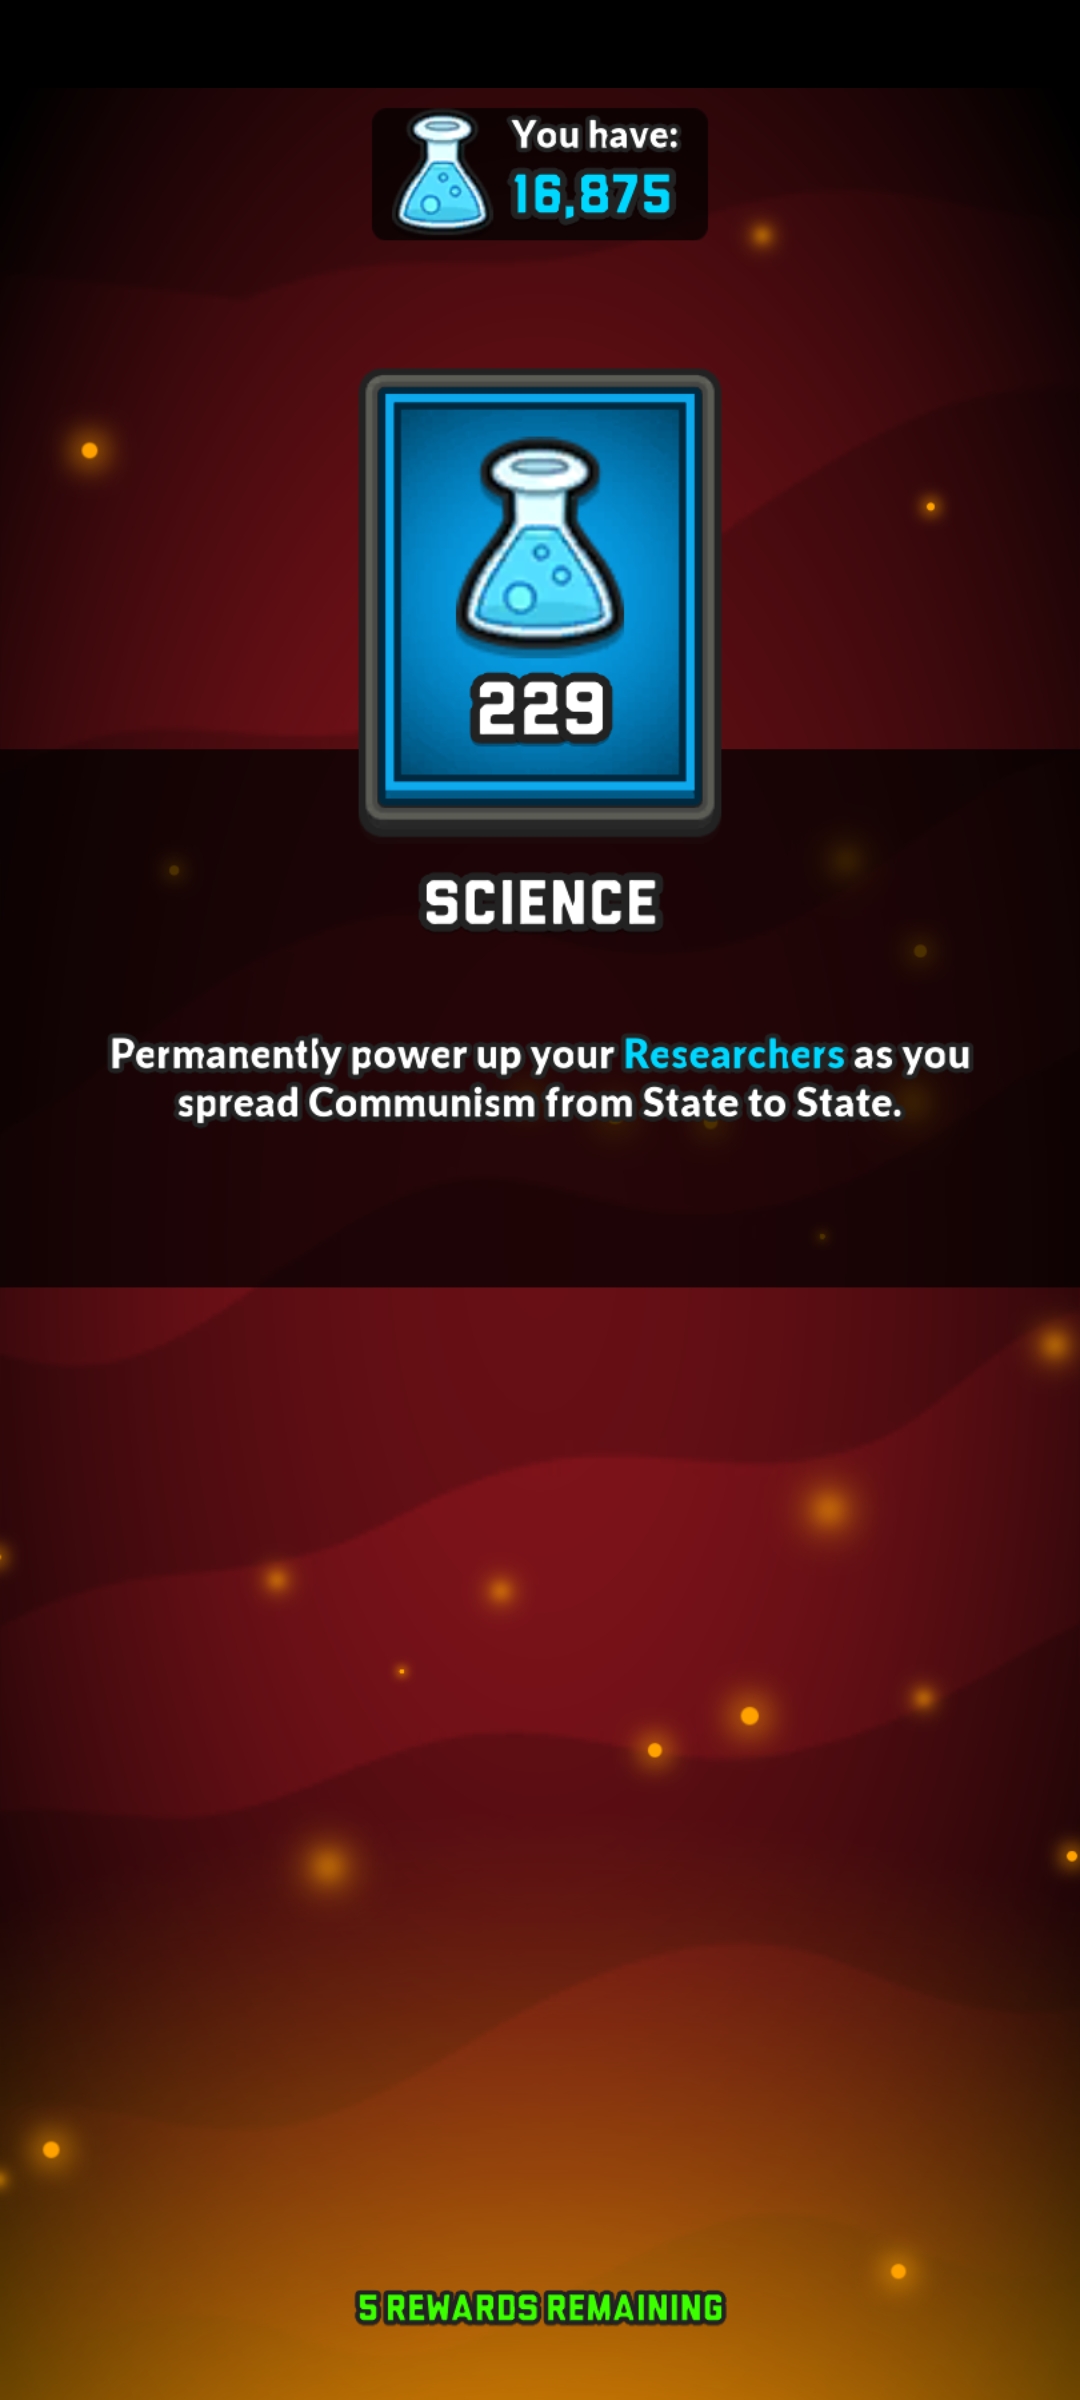 You have:
16,875
229
SCIENCE
Permanently power up your Researchers as you
spread Communism from State to State.
5 REWARDS REMAINING